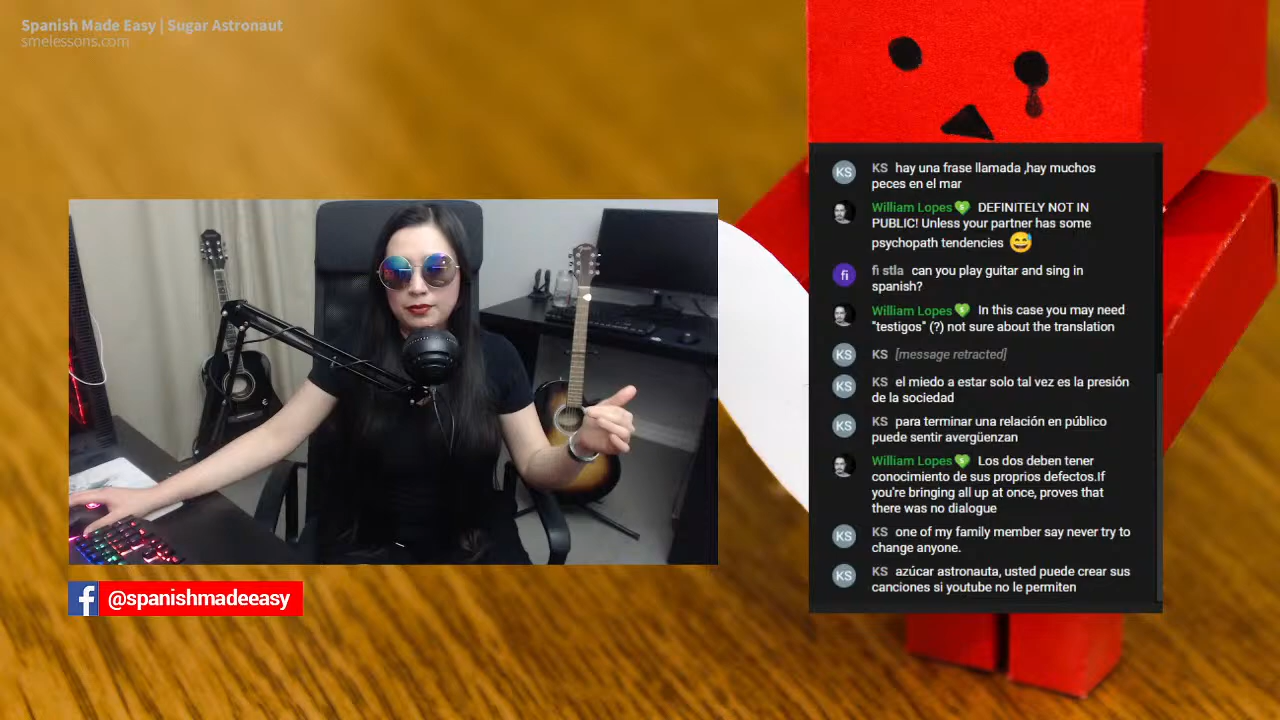 Spanish Made Easy | Sugar Astronaut
smelessons.com
KS hay una frase llamada ,hay muchos
peces en el mar
William Lopes DEFINITELY NOT IN
PUBLIC! Unless your partner has some
psychopath tendencies 😅
fi fi stla can you play guitar and sing in
spanish?
William Lopes In this case you may need
"testigos" (?) not sure about the translation
KS KS [message retracted]
KS KS el miedo a estar solo tal vez es la presión
de la sociedad
KS KS para terminar una relación en público
puede sentir avergüenzan
William Lopes Los dos deben tener
conocimiento de sus proprios defectos.If
you're bringing all up at once, proves that
there was no dialogue
KS KS one of my family member say never try to
change anyone.
KS KS azúcar astronauta, usted puede crear sus
canciones si youtube no le permiten
f @spanishmadeeasy